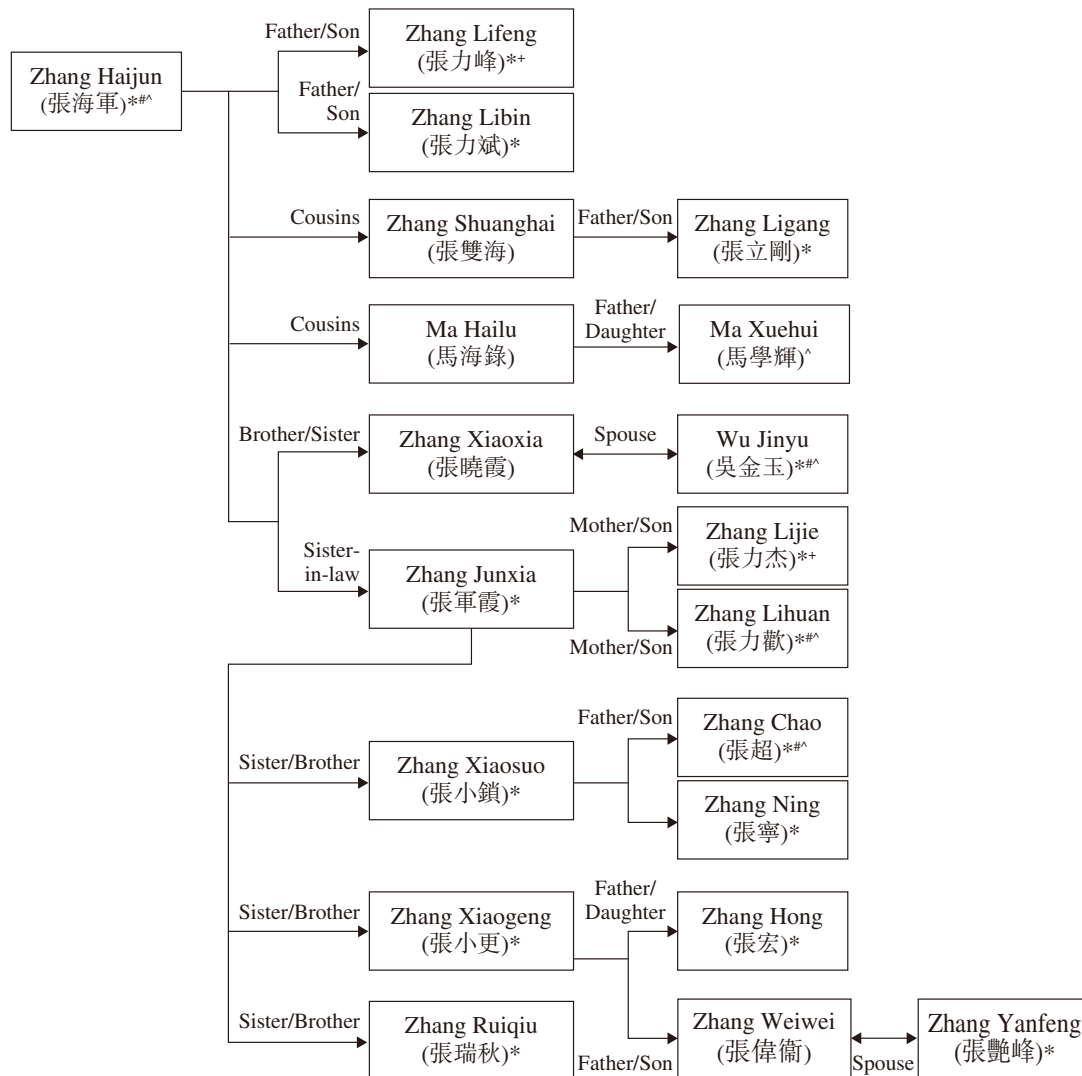 Zhang Haijun
(張海軍)*#^
Father/Son
Zhang Lifeng
(張力峰)*+
Father/
Son
Zhang Libin
(張力斌)*
Cousins
Zhang Shuanghai
(張雙海)
Father/Son
Zhang Ligang
(張立剛)*
Cousins
Ma Hailu
(馬海錄)
Father/
Daughter
Ma Xuehui
(馬學輝)^
Brother/Sister
Zhang Xiaoxia
(張曉霞)
Spouse
Wu Jinyu
(吳金玉)*#^
Sister-
in-law
Zhang Junxia
(張軍霞)*
Mother/Son
Zhang Lijie
(張力杰)*+
Mother/Son
Zhang Lihuan
(張力歡)*#^
Sister/Brother
Zhang Xiaosuo
(張小鎖)*
Father/Son
Zhang Chao
(張超)*#^
Zhang Ning
(張寧)*
Sister/Brother
Zhang Xiaogeng
(張小更)*
Father/
Daughter
Zhang Hong
(張宏)*
Father/Son
Zhang Weiwei
(張偉衞)
Spouse
Zhang Yanfeng
(張艷峰)*
Sister/Brother
Zhang Ruiqiu
(張瑞秋)*